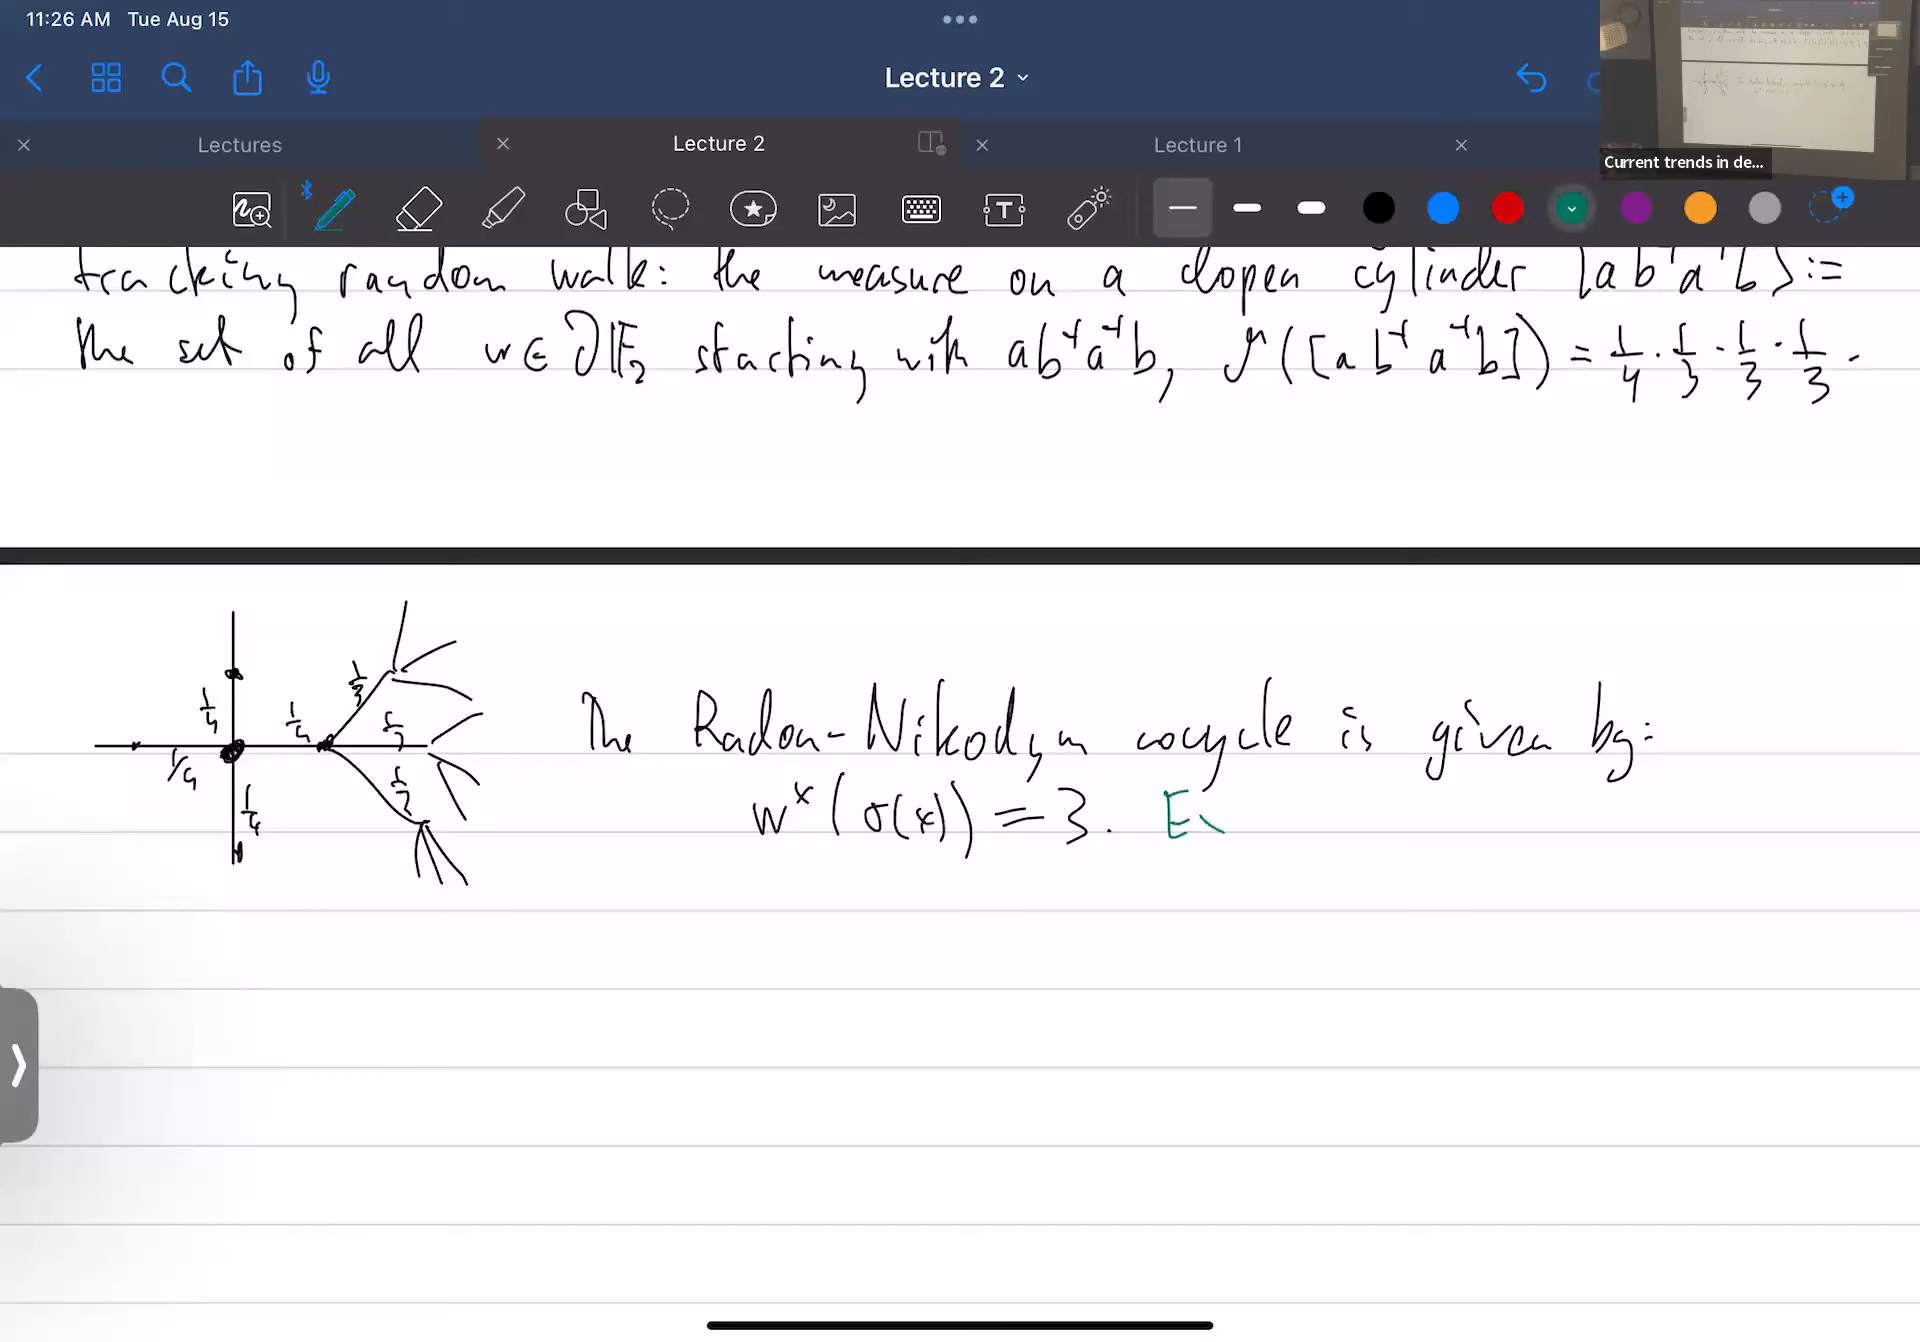 11:26 AM Tue Aug 15
Lecture 2
Lectures
Lecture 2
Lecture 1
Current trends in de...
tracking random walk: the measure on a clopen cylinder [ab⁻¹a⁻¹b] :=
the set of all w ∈ ∂𝔽₂ starting with ab⁻¹a⁻¹b, μ([ab⁻¹a⁻¹b]) = 1/4 · 1/3 · 1/3 · 1/3 .
1/4 1/4 1/3 1/3
1/4 1/4 1/3
The Radon-Nikodym cocycle is given by:
wˣ(σ(x)) = 3. Ex